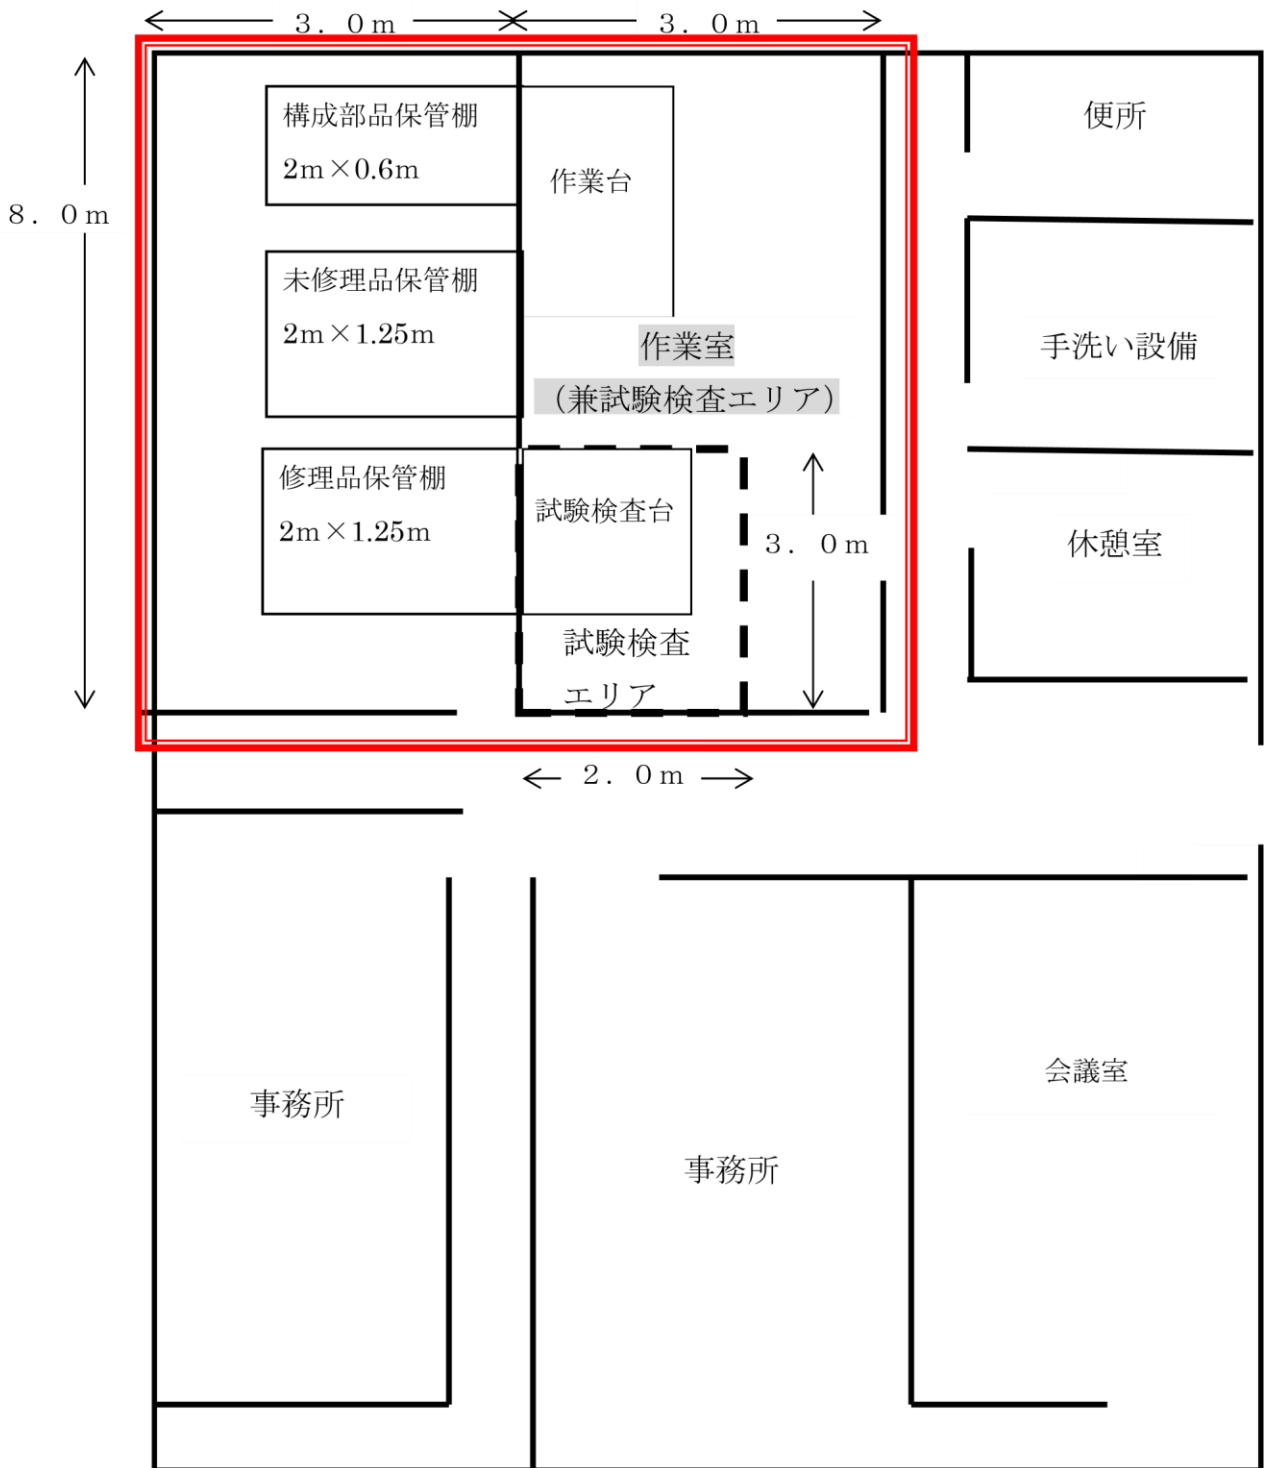 3．0m
3．0m
8．0m
構成部品保管棚
2m×0.6m
作業台
未修理品保管棚
2m×1.25m
作業室
（兼試験検査エリア）
修理品保管棚
2m×1.25m
試験検査台
3．0m
試験検査
エリア
2．0m
便所
手洗い設備
休憩室
事務所
事務所
会議室